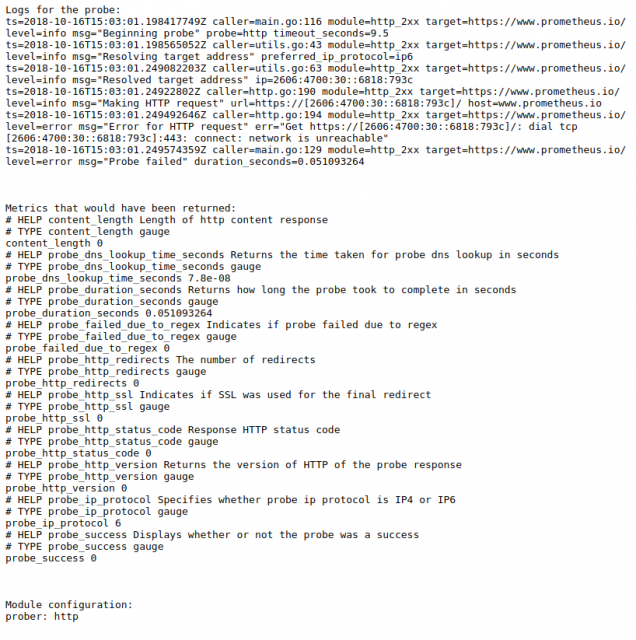 Logs for the probe:
ts=2018-10-16T15:03:01.198417749Z caller=main.go:116 module=http_2xx target=https://www.prometheus.io/
level=info msg="Beginning probe" probe=http timeout_seconds=9.5
ts=2018-10-16T15:03:01.198565052Z caller=utils.go:43 module=http_2xx target=https://www.prometheus.io/
level=info msg="Resolving target address" preferred_ip_protocol=ip6
ts=2018-10-16T15:03:01.249082203Z caller=utils.go:63 module=http_2xx target=https://www.prometheus.io/
level=info msg="Resolved target address" ip=2606:4700:30::6818:793c
ts=2018-10-16T15:03:01.24922802Z caller=http.go:190 module=http_2xx target=https://www.prometheus.io/
level=info msg="Making HTTP request" url=https://[2606:4700:30::6818:793c]/ host=www.prometheus.io
ts=2018-10-16T15:03:01.249492646Z caller=http.go:194 module=http_2xx target=https://www.prometheus.io/
level=error msg="Error for HTTP request" err="Get https://[2606:4700:30::6818:793c]/: dial tcp
[2606:4700:30::6818:793c]:443: connect: network is unreachable"
ts=2018-10-16T15:03:01.249574359Z caller=main.go:129 module=http_2xx target=https://www.prometheus.io/
level=error msg="Probe failed" duration_seconds=0.051093264
Metrics that would have been returned:
# HELP content_length Length of http content response
# TYPE content_length gauge
content_length 0
# HELP probe_dns_lookup_time_seconds Returns the time taken for probe dns lookup in seconds
# TYPE probe_dns_lookup_time_seconds gauge
probe_dns_lookup_time_seconds 7.8e-08
# HELP probe_duration_seconds Returns how long the probe took to complete in seconds
# TYPE probe_duration_seconds gauge
probe_duration_seconds 0.051093264
# HELP probe_failed_due_to_regex Indicates if probe failed due to regex
# TYPE probe_failed_due_to_regex gauge
probe_failed_due_to_regex 0
# HELP probe_http_redirects The number of redirects
# TYPE probe_http_redirects gauge
probe_http_redirects 0
# HELP probe_http_ssl Indicates if SSL was used for the final redirect
# TYPE probe_http_ssl gauge
probe_http_ssl 0
# HELP probe_http_status_code Response HTTP status code
# TYPE probe_http_status_code gauge
probe_http_status_code 0
# HELP probe_http_version Returns the version of HTTP of the probe response
# TYPE probe_http_version gauge
probe_http_version 0
# HELP probe_ip_protocol Specifies whether probe ip protocol is IP4 or IP6
# TYPE probe_ip_protocol gauge
probe_ip_protocol 6
# HELP probe_success Displays whether or not the probe was a success
# TYPE probe_success gauge
probe_success 0
Module configuration:
prober: http